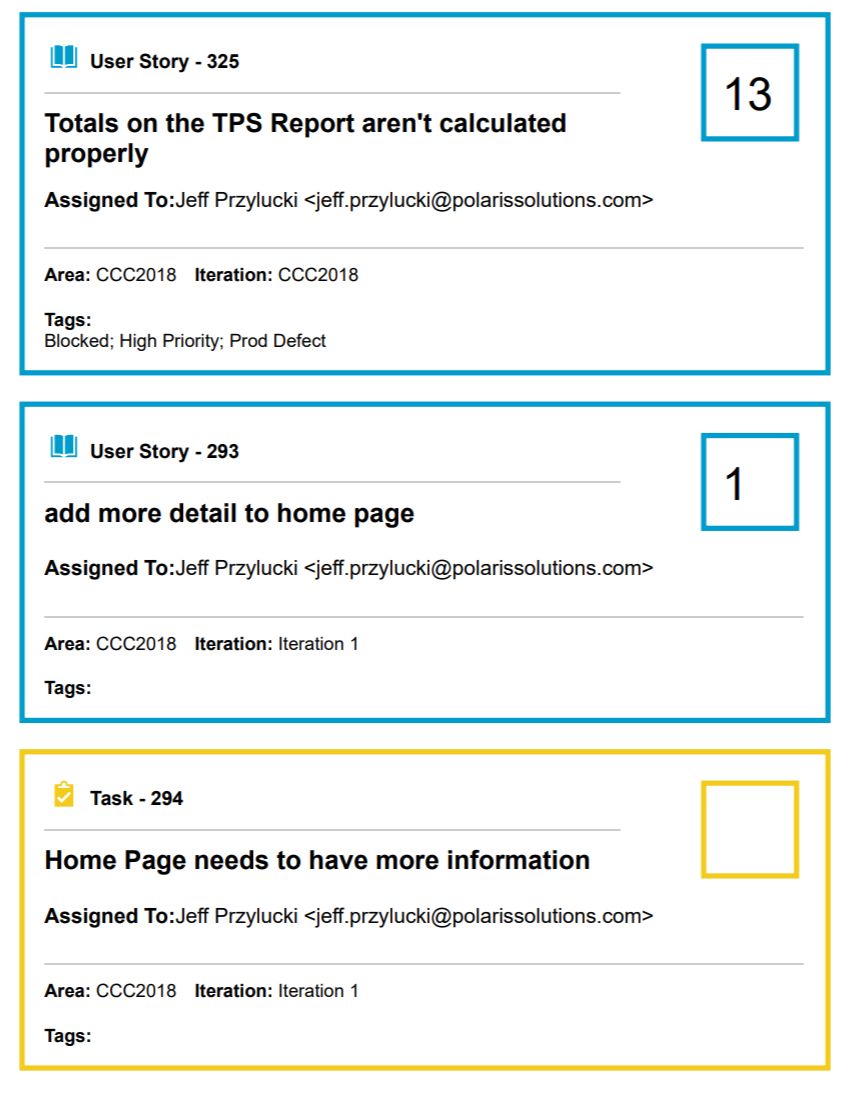 User Story - 325
13
Totals on the TPS Report aren't calculated
properly
Assigned To:Jeff Przylucki <jeff.przylucki@polarissolutions.com>
Area: CCC2018 Iteration: CCC2018
Tags:
Blocked; High Priority; Prod Defect
User Story - 293
1
add more detail to home page
Assigned To:Jeff Przylucki <jeff.przylucki@polarissolutions.com>
Area: CCC2018 Iteration: Iteration 1
Tags:
Task - 294
Home Page needs to have more information
Assigned To:Jeff Przylucki <jeff.przylucki@polarissolutions.com>
Area: CCC2018 Iteration: Iteration 1
Tags: